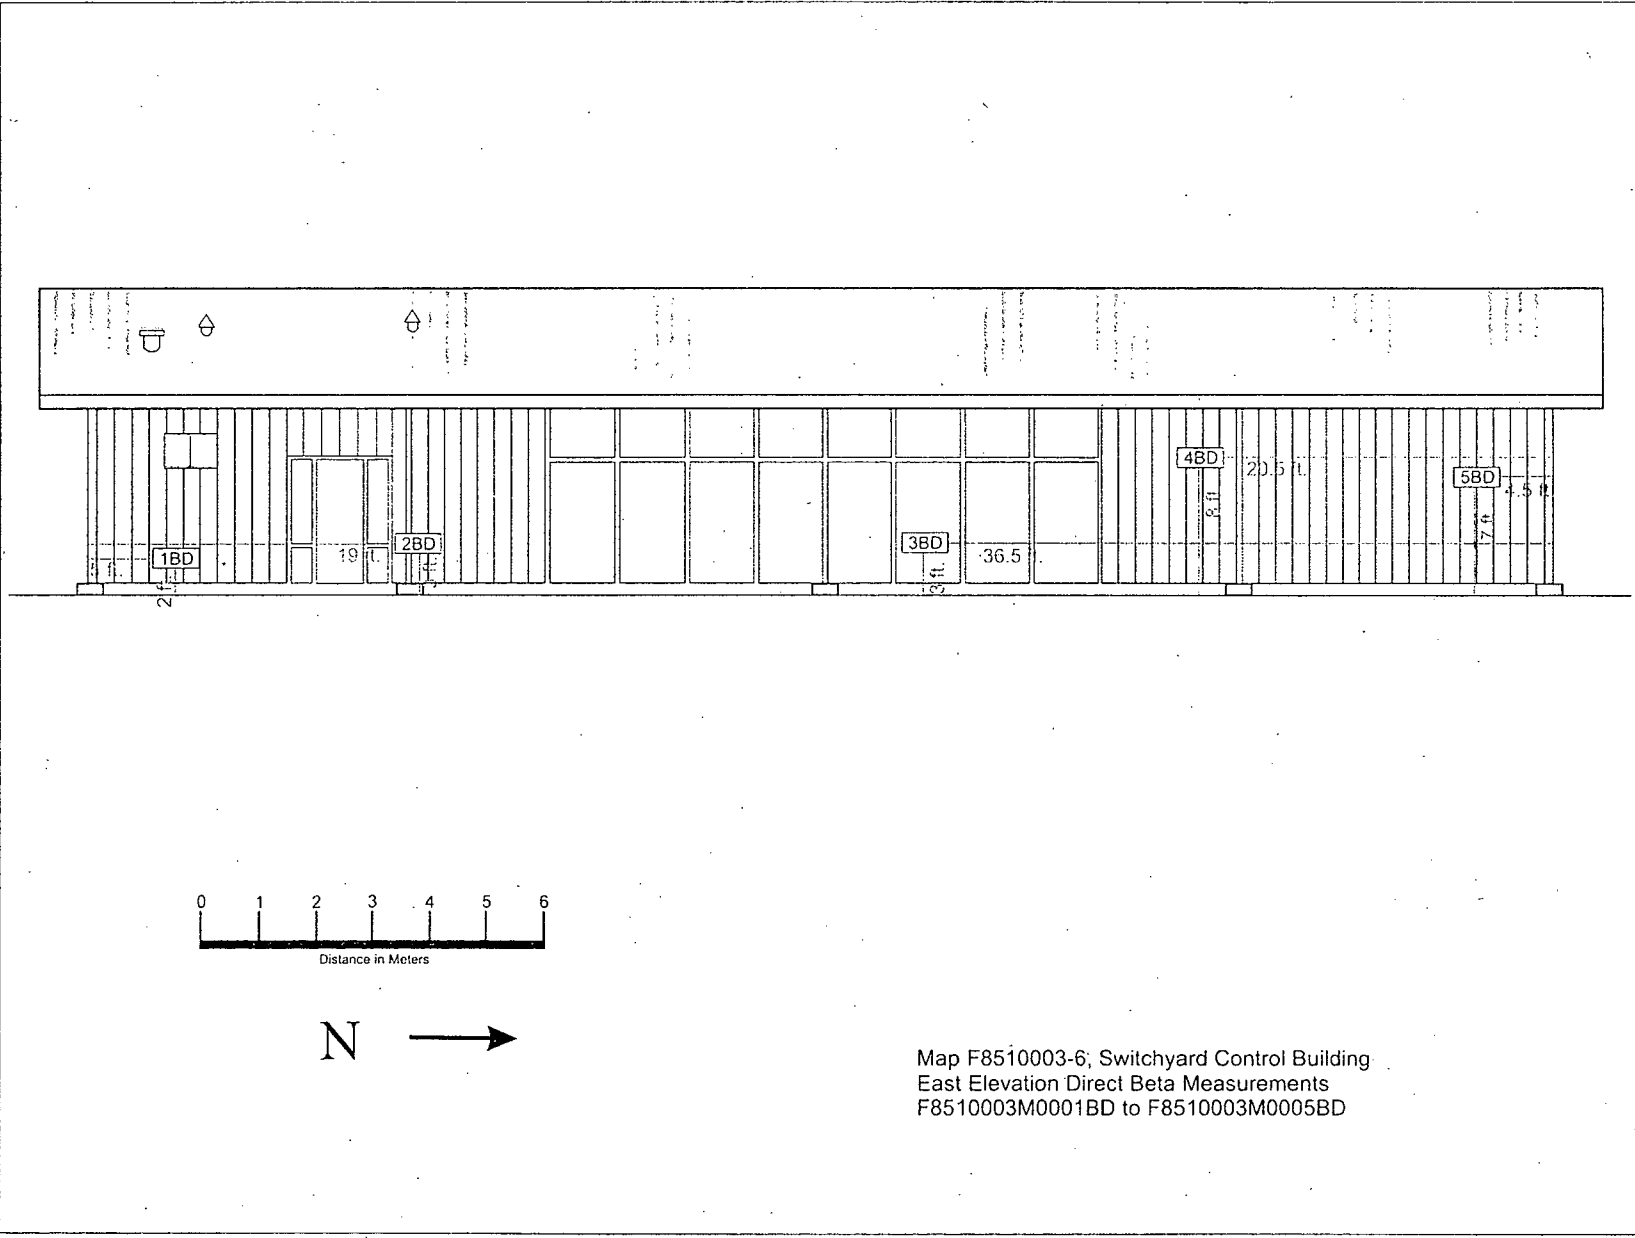 4BD
20.5 ft.
5BD
4.5 ft
8 ft
7 ft
2BD
3BD
1BD
19 ft.
36.5
ft.
3 ft.
2 ft.
0 1 2 3 4 5 6
Distance in Meters
N
Map F8510003-6, Switchyard Control Building
East Elevation Direct Beta Measurements
F8510003M0001BD to F8510003M0005BD